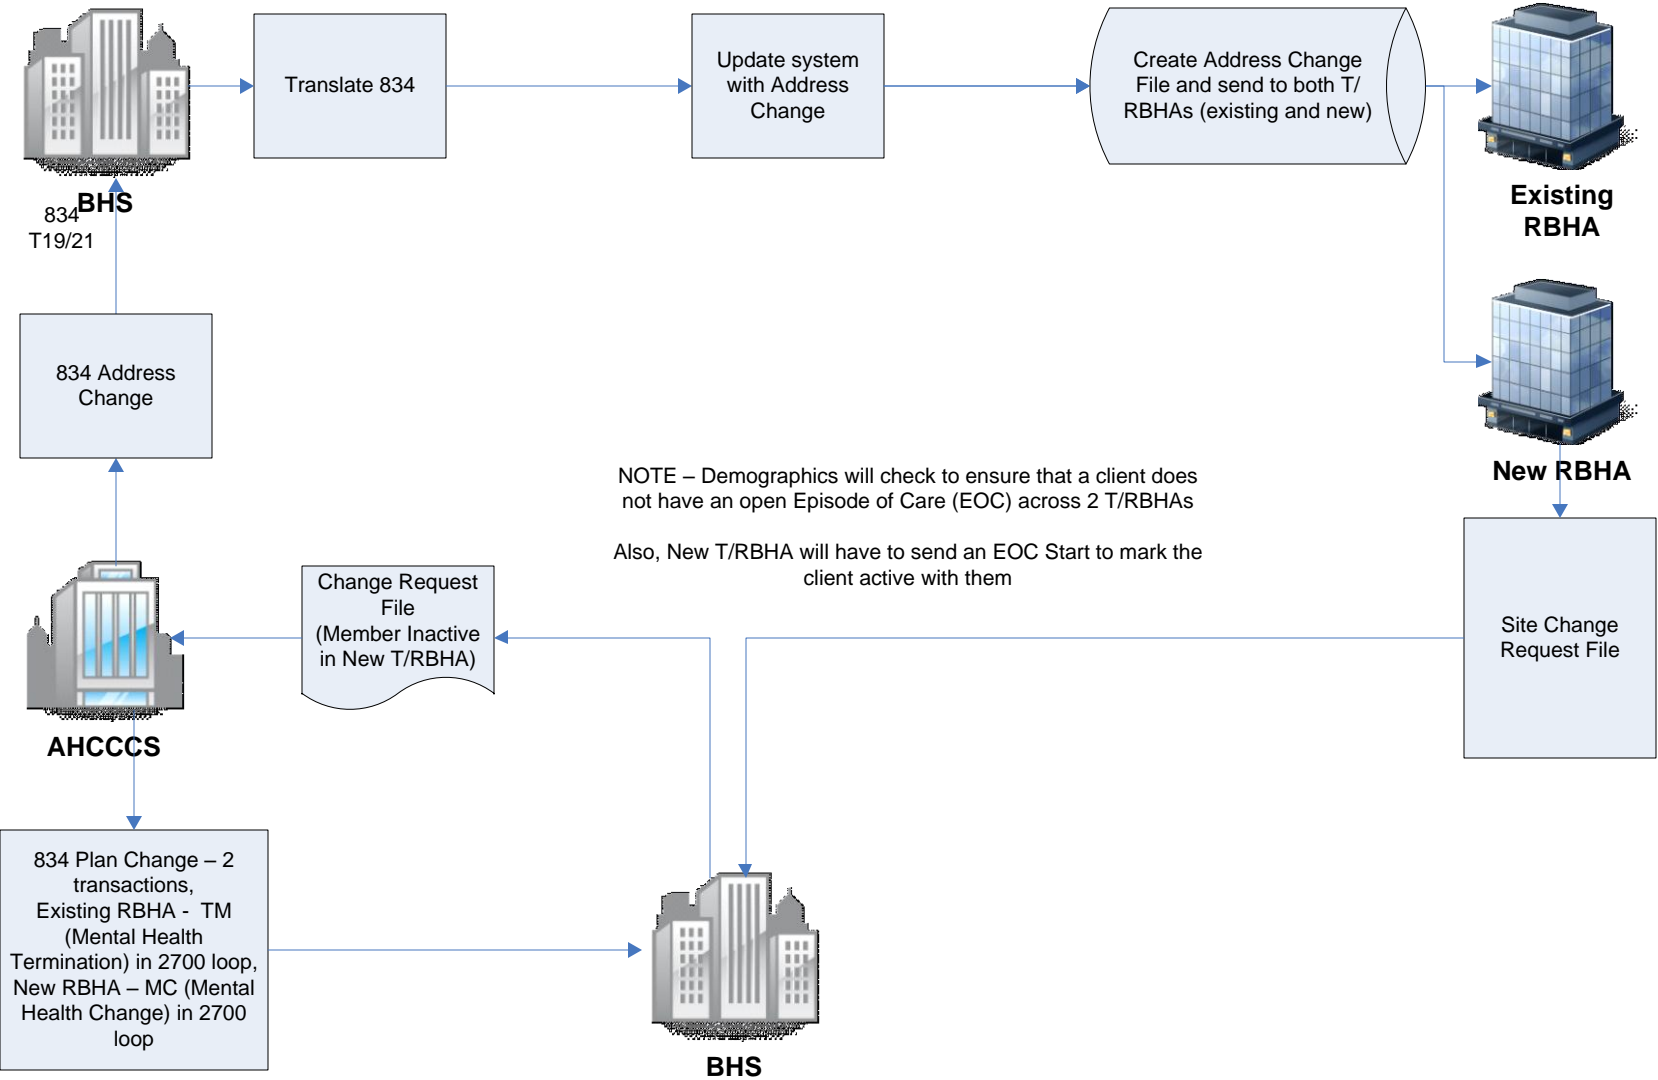 Translate 834
Update system
with Address
Change
Create Address Change
File and send to both T/
RBHAs (existing and new)
BHS
Existing
RBHA
834
T19/21
834 Address
Change
New RBHA
NOTE – Demographics will check to ensure that a client does
not have an open Episode of Care (EOC) across 2 T/RBHAs
Also, New T/RBHA will have to send an EOC Start to mark the
client active with them
Change Request
File
(Member Inactive
in New T/RBHA)
Site Change
Request File
AHCCCS
834 Plan Change – 2
transactions,
Existing RBHA -  TM
(Mental Health
Termination) in 2700 loop,
New RBHA – MC (Mental
Health Change) in 2700
loop
BHS